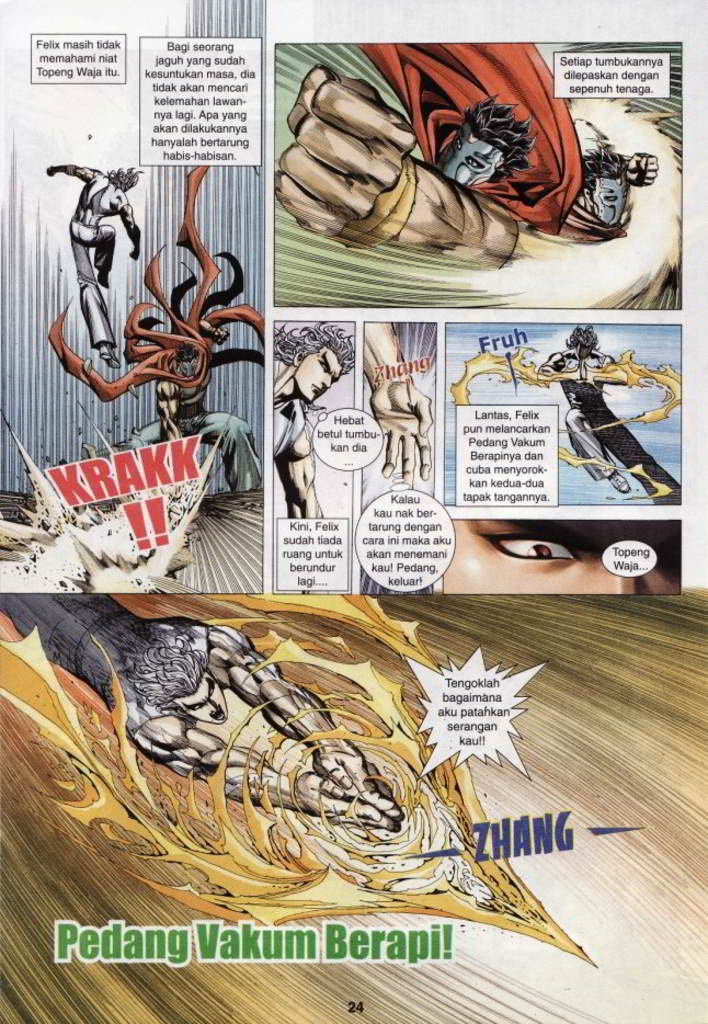 Felix masih tidak
memahami niat
Topeng Waja itu.
Bagi seorang
jaguh yang sudah
kesuntukan masa, dia
tidak akan mencari
kelemahan lawan-
nya lagi. Apa yang
akan dilakukannya
hanyalah bertarung
habis-habisan.
Setiap tumbukannya
dilepaskan dengan
sepenuh tenaga.
KRAKK
!!
Hebat
betul tumbu-
kan dia
...
Kini, Felix
sudah tiada
ruang untuk
berundur
lagi....
Zhang
Kalau
kau nak ber-
tarung dengan
cara ini maka aku
akan menemani
kau! Pedang,
keluar!
Fruh
Lantas, Felix
pun melancarkan
Pedang Vakum
Berapinya dan
cuba menyorok-
kan kedua-dua
tapak tangannya.
Topeng
Waja...
Tengoklah
bagaimana
aku patahkan
serangan
kau!!
ZHANG
Pedang Vakum Berapi!
24